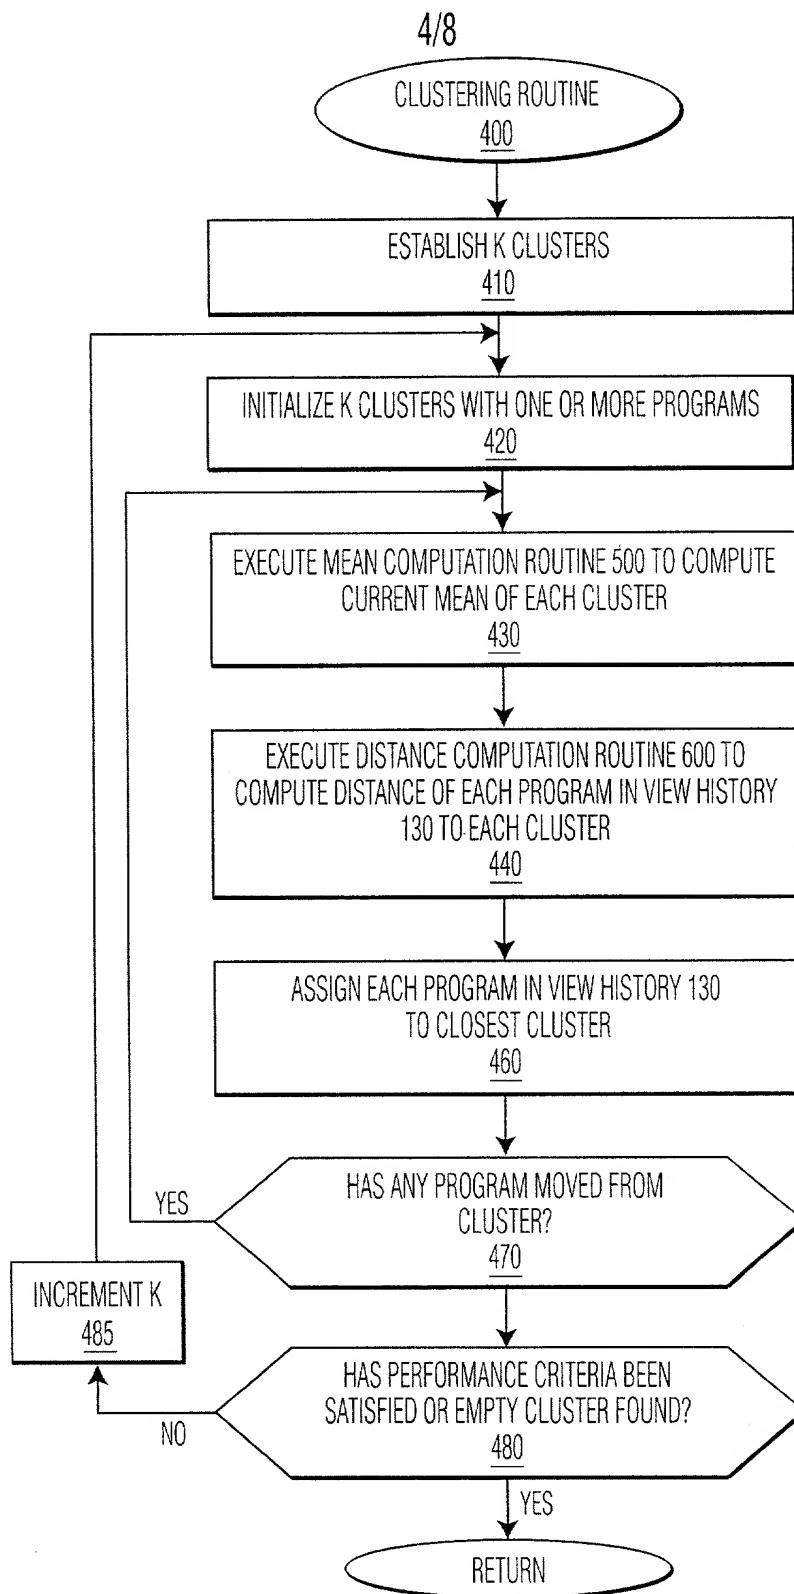 4/8
CLUSTERING ROUTINE
400
ESTABLISH K CLUSTERS
410
INITIALIZE K CLUSTERS WITH ONE OR MORE PROGRAMS
420
EXECUTE MEAN COMPUTATION ROUTINE 500 TO COMPUTE
CURRENT MEAN OF EACH CLUSTER
430
EXECUTE DISTANCE COMPUTATION ROUTINE 600 TO
COMPUTE DISTANCE OF EACH PROGRAM IN VIEW HISTORY
130 TO EACH CLUSTER
440
ASSIGN EACH PROGRAM IN VIEW HISTORY 130
TO CLOSEST CLUSTER
460
HAS ANY PROGRAM MOVED FROM
CLUSTER?
470
YES
INCREMENT K
485
HAS PERFORMANCE CRITERIA BEEN
SATISFIED OR EMPTY CLUSTER FOUND?
480
NO
YES
RETURN